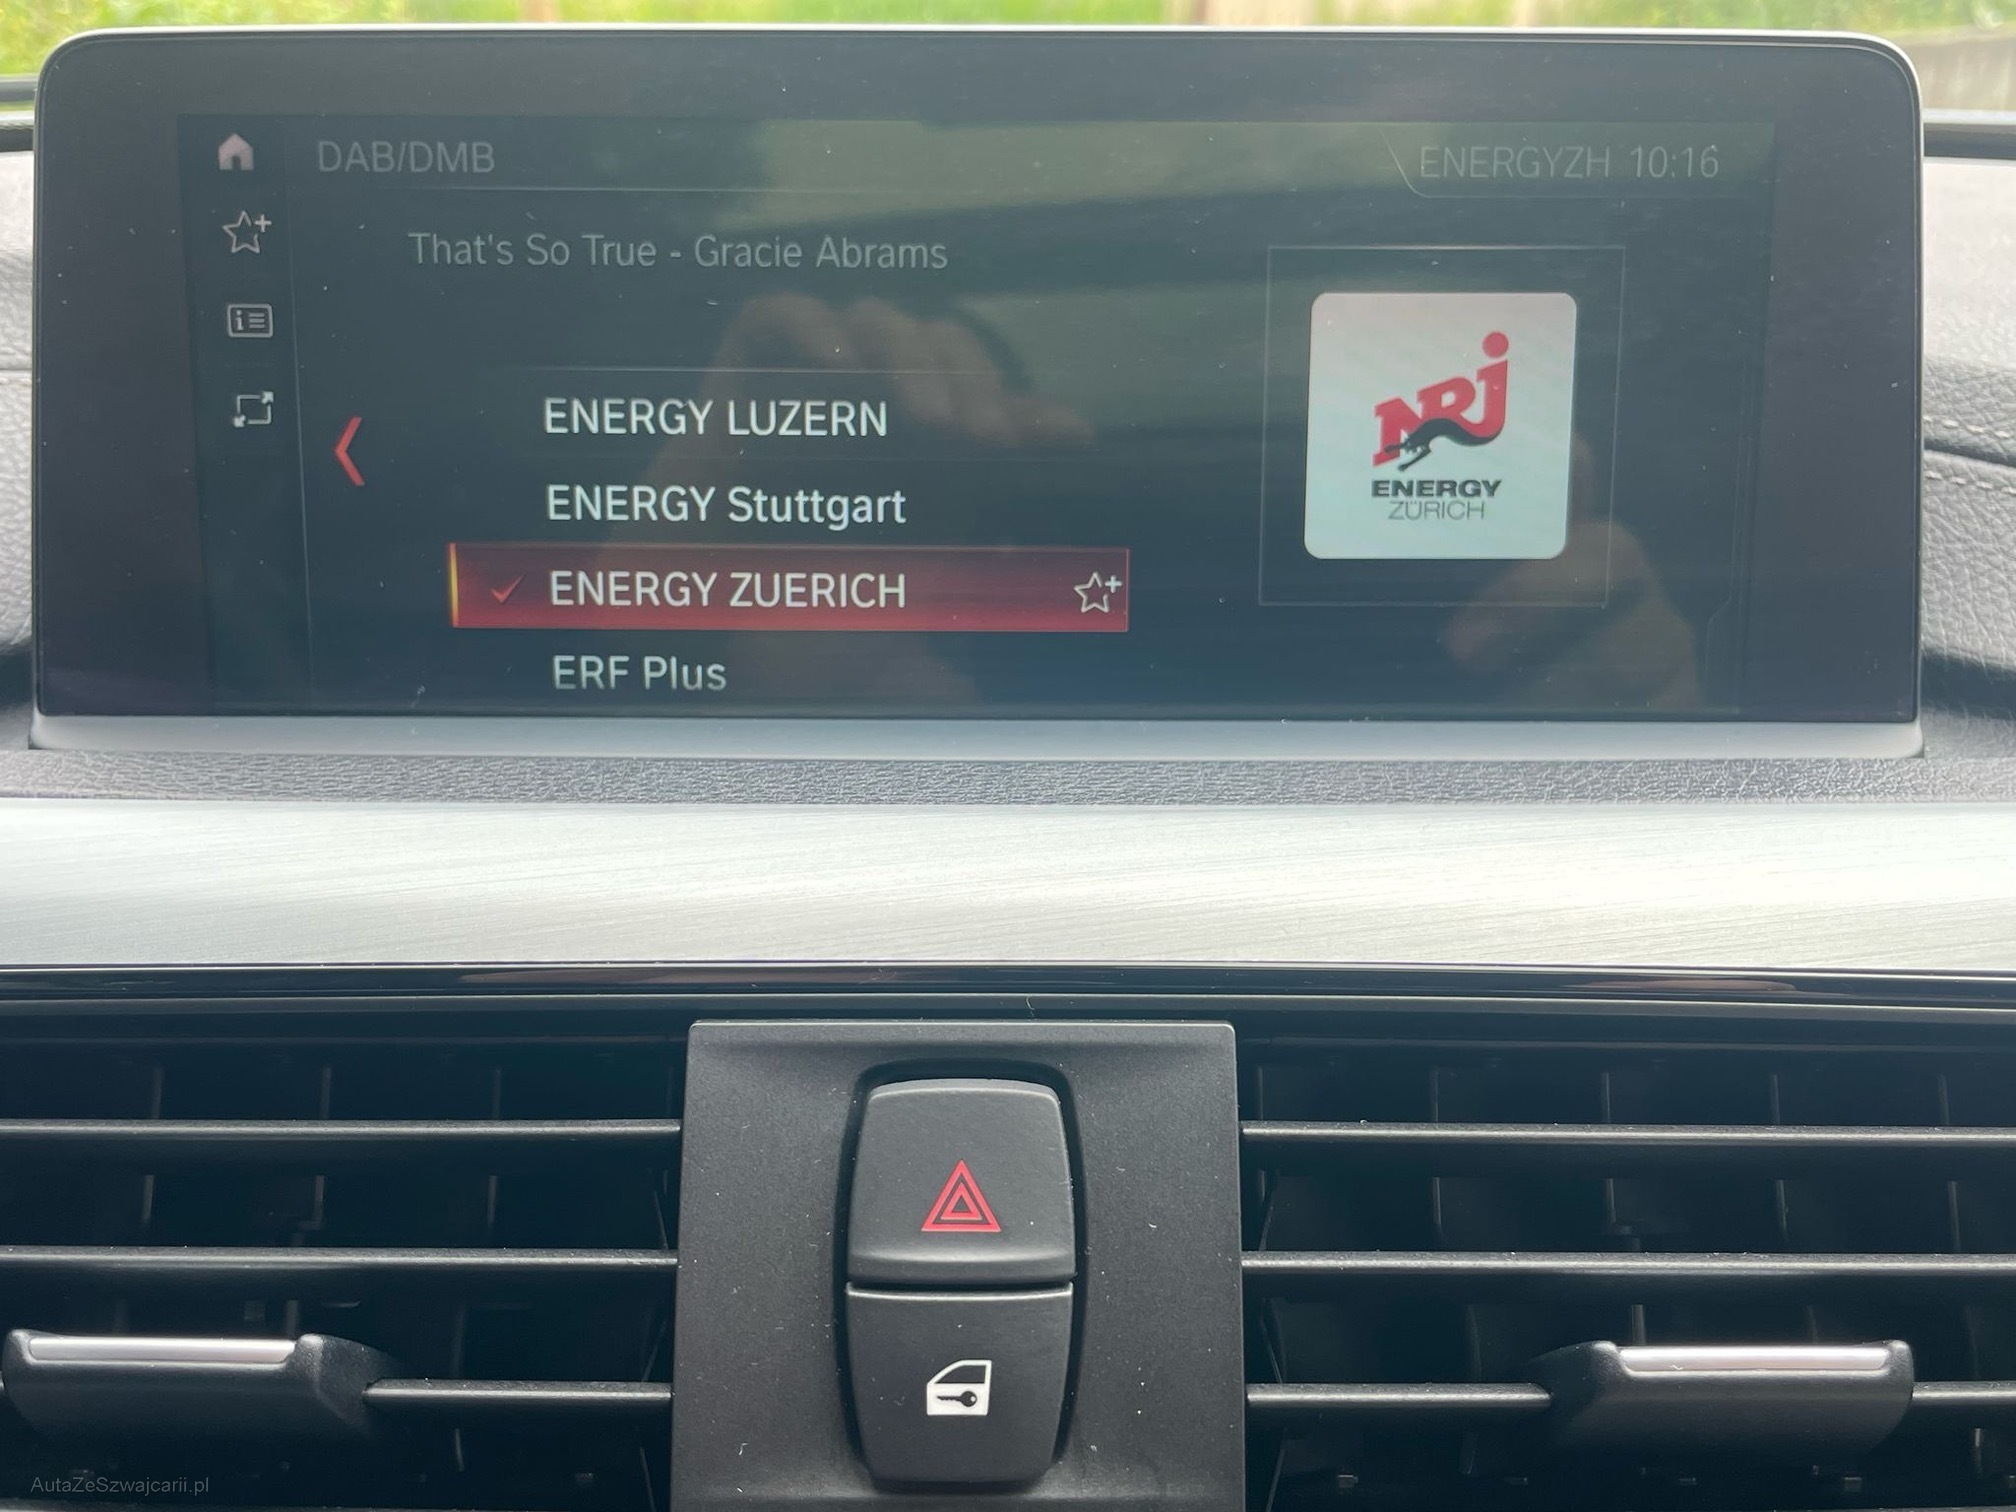 DAB/DMB
ENERGYZH 10:16
That's So True - Gracie Abrams
ENERGY LUZERN
ENERGY Stuttgart
ENERGY ZUERICH
ERF Plus
NRJ
ENERGY
ZÜRICH
AutaZeSzwajcarii.pl